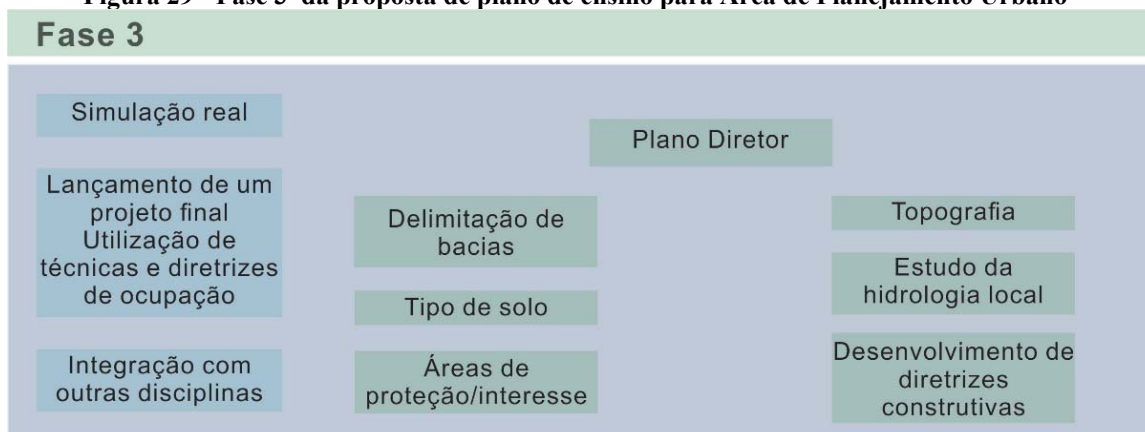 Figura 29 - Fase 3 da proposta de plano de ensino para Área de Planejamento Urbano
Fase 3
Simulação real
Lançamento de um
projeto final
Utilização de
técnicas e diretrizes
de ocupação
Integração com
outras disciplinas
Plano Diretor
Delimitação de
bacias
Tipo de solo
Áreas de
proteção/interesse
Topografia
Estudo da
hidrologia local
Desenvolvimento de
diretrizes
construtivas